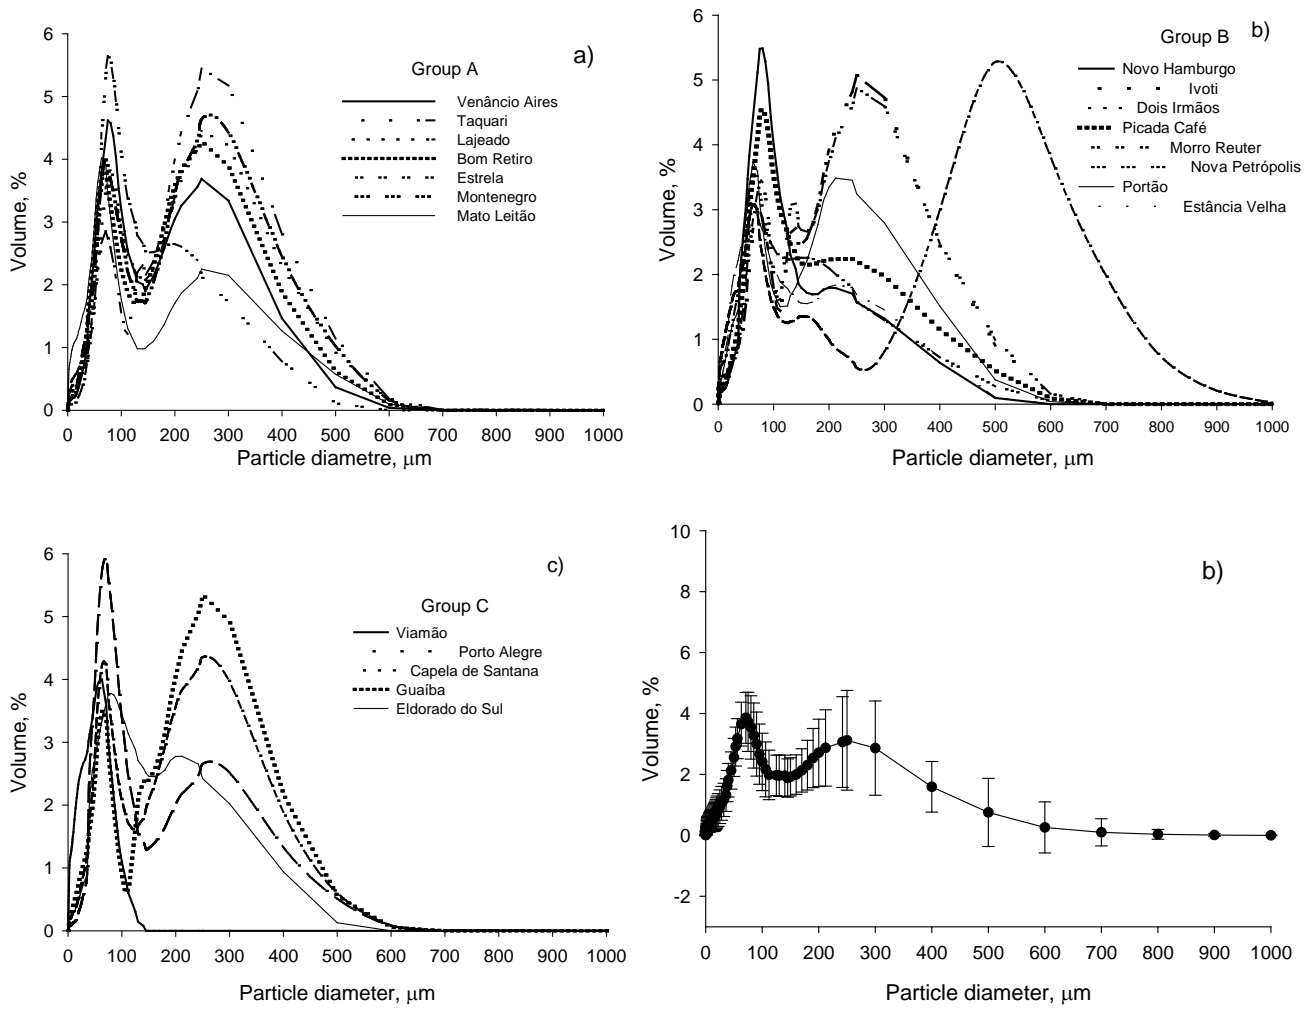 a)
Group A
Venâncio Aires
Taquari
Lajeado
Bom Retiro
Estrela
Montenegro
Mato Leitão
Volume, %
6
5
4
3
2
1
0
0 100 200 300 400 500 600 700 800 900 1000
Particle diametre, μm
b)
Group B
Novo Hamburgo
Ivoti
Dois Irmãos
Picada Café
Morro Reuter
Nova Petrópolis
Portão
Estância Velha
Volume, %
6
5
4
3
2
1
0
0 100 200 300 400 500 600 700 800 900 1000
Particle diameter, μm
c)
Group C
Viamão
Porto Alegre
Capela de Santana
Guaíba
Eldorado do Sul
Volume, %
6
5
4
3
2
1
0
0 100 200 300 400 500 600 700 800 900 1000
Particle diameter, μm
b)
Volume, %
10
8
6
4
2
0
-2
0 100 200 300 400 500 600 700 800 900 1000
Particle diameter, μm